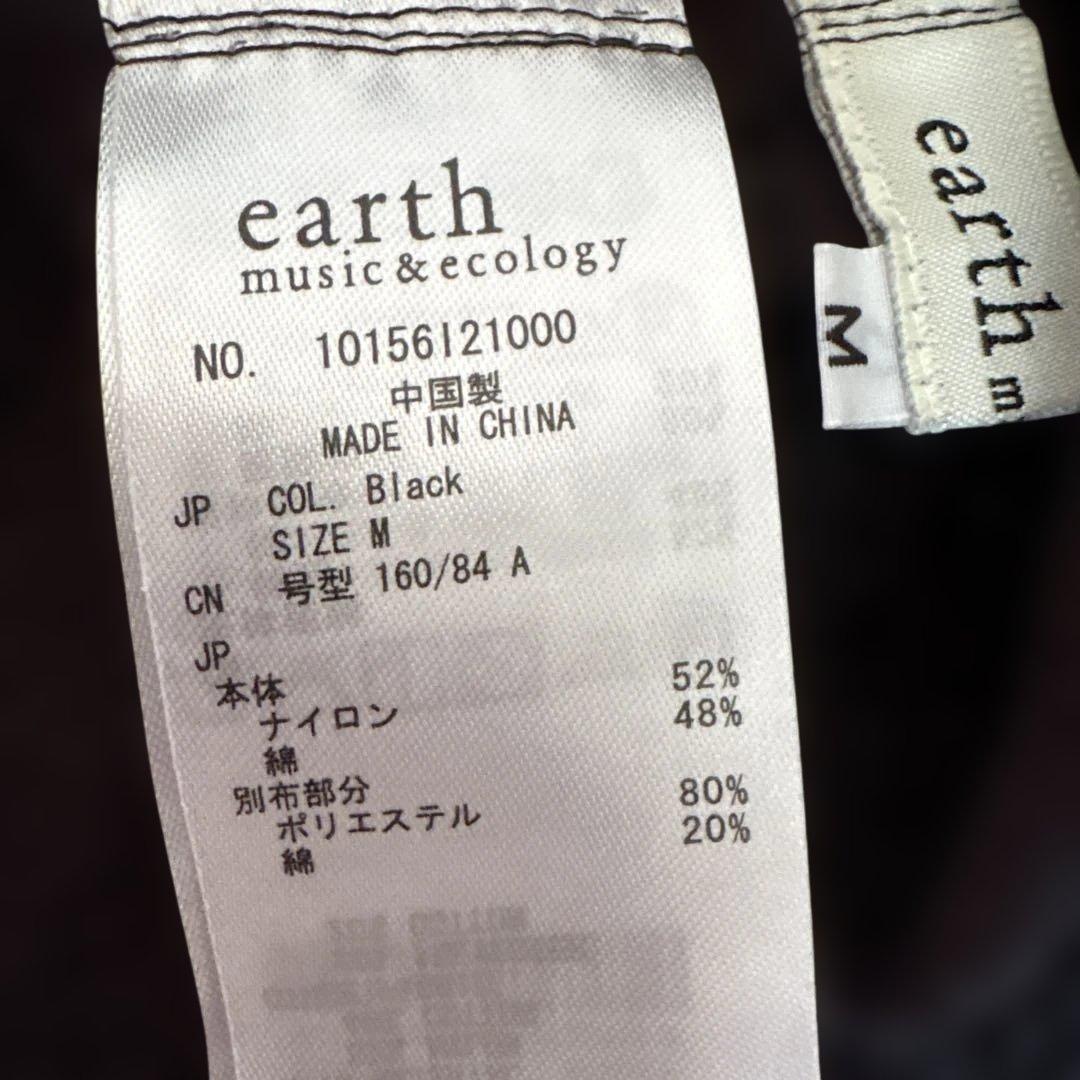 earth
music & ecology
NO. 10156I21000
中国製
MADE IN CHINA
JP COL. Black
SIZE M
CN 号型 160/84 A
JP
本体
ナイロン 52%
綿 48%
別布部分
ポリエステル 80%
綿 20%
earth m
M